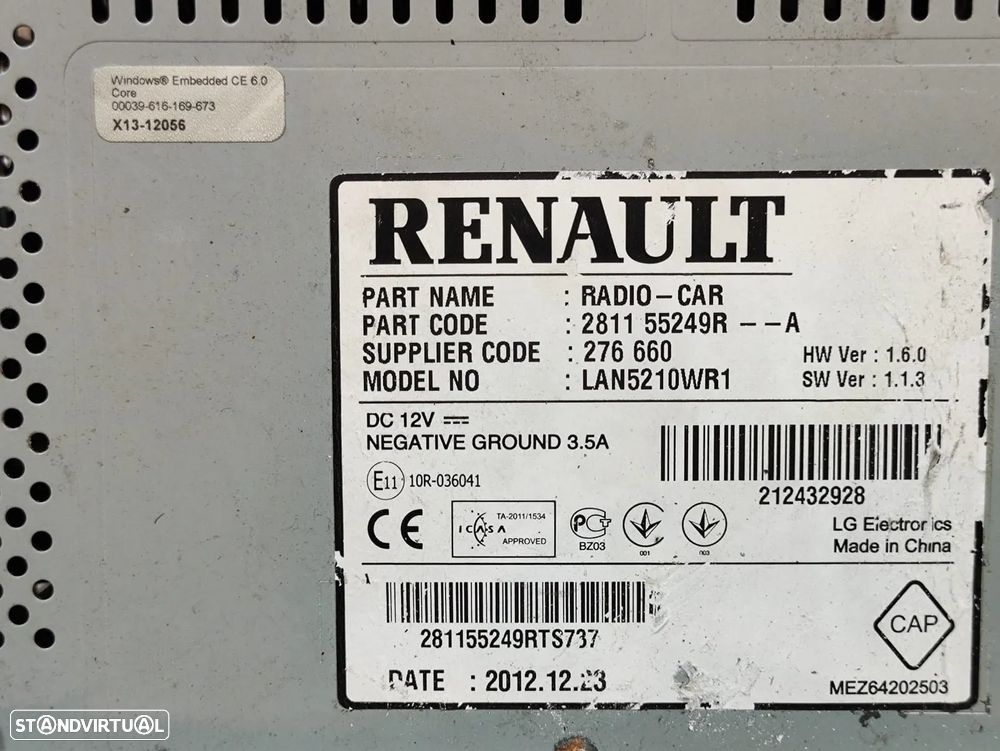 Windows® Embedded CE 6.0
Core
00039-616-169-673
X13-12056
RENAULT
PART NAME : RADIO-CAR
PART CODE : 2811 55249R --A
SUPPLIER CODE : 276 660
HW Ver : 1.6.0
MODEL NO : LAN5210WR1
SW Ver : 1.1.3
DC 12V
NEGATIVE GROUND 3.5A
E11 10R-036041
212432928
CE
TA-2011/1534
ICASA
APPROVED
PCT
BZ03
001
003
LG Electronics
Made in China
281155249RTS737
CAP
DATE : 2012.12.23
MEZ64202503
STANDVIRTUAL